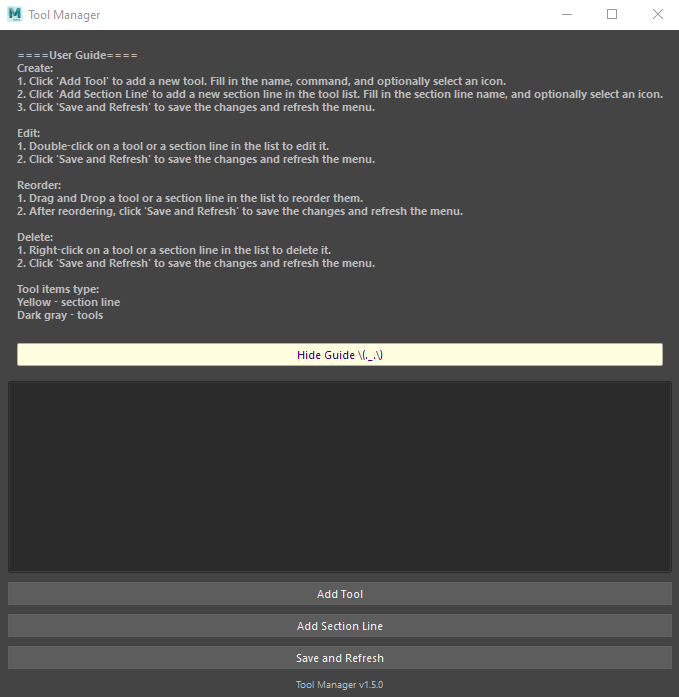 Tool Manager
====User Guide====
Create:
1. Click 'Add Tool' to add a new tool. Fill in the name, command, and optionally select an icon.
2. Click 'Add Section Line' to add a new section line in the tool list. Fill in the section line name, and optionally select an icon.
3. Click 'Save and Refresh' to save the changes and refresh the menu.
Edit:
1. Double-click on a tool or a section line in the list to edit it.
2. Click 'Save and Refresh' to save the changes and refresh the menu.
Reorder:
1. Drag and Drop a tool or a section line in the list to reorder them.
2. After reordering, click 'Save and Refresh' to save the changes and refresh the menu.
Delete:
1. Right-click on a tool or a section line in the list to delete it.
2. Click 'Save and Refresh' to save the changes and refresh the menu.
Tool items type:
Yellow - section line
Dark gray - tools
Hide Guide \(._.\)
Add Tool
Add Section Line
Save and Refresh
Tool Manager v1.5.0